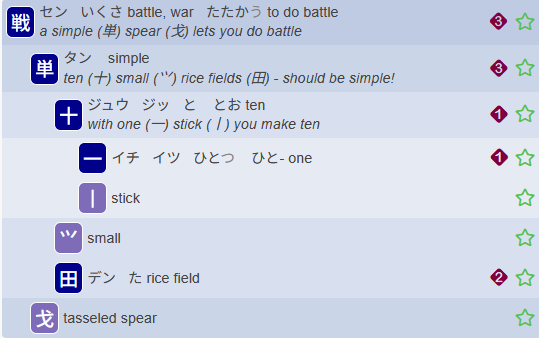 戦 セン いくさ battle, war たたかう to do battle 3
a simple (単) spear (戈) lets you do battle
単 タン simple 3
ten (十) small (⺍) rice fields (田) - should be simple!
十 ジュウ ジッ と とお ten 1
with one (一) stick (丨) you make ten
一 イチ イツ ひとつ ひと- one 1
丨 stick
⺍ small
田 デン た rice field 2
戈 tasseled spear